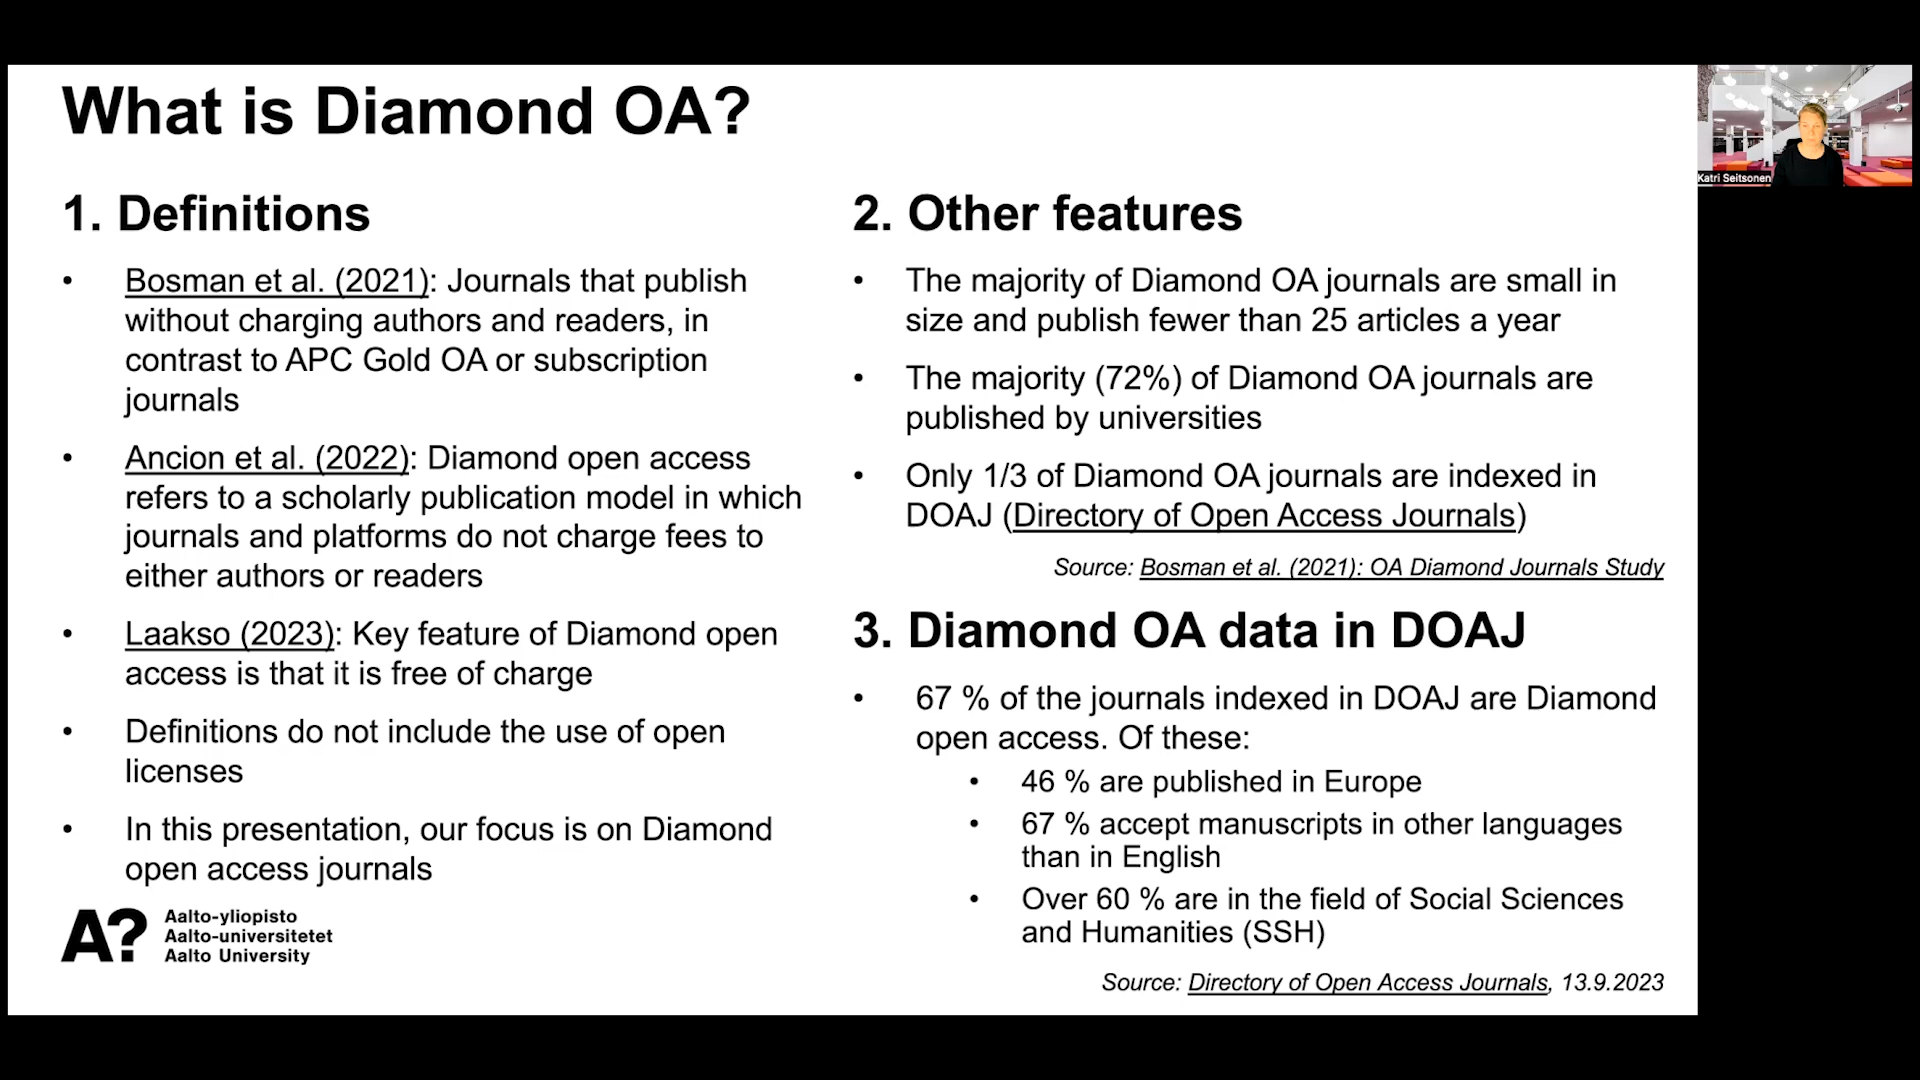 What is Diamond OA?
1. Definitions
• Bosman et al. (2021): Journals that publish
without charging authors and readers, in
contrast to APC Gold OA or subscription
journals
• Ancion et al. (2022): Diamond open access
refers to a scholarly publication model in which
journals and platforms do not charge fees to
either authors or readers
• Laakso (2023): Key feature of Diamond open
access is that it is free of charge
• Definitions do not include the use of open
licenses
• In this presentation, our focus is on Diamond
open access journals
A?
Aalto-yliopisto
Aalto-universitetet
Aalto University
2. Other features
• The majority of Diamond OA journals are small in
size and publish fewer than 25 articles a year
• The majority (72%) of Diamond OA journals are
published by universities
• Only 1/3 of Diamond OA journals are indexed in
DOAJ (Directory of Open Access Journals)
Source: Bosman et al. (2021): OA Diamond Journals Study
3. Diamond OA data in DOAJ
• 67 % of the journals indexed in DOAJ are Diamond
open access. Of these:
• 46 % are published in Europe
• 67 % accept manuscripts in other languages
than in English
• Over 60 % are in the field of Social Sciences
and Humanities (SSH)
Source: Directory of Open Access Journals, 13.9.2023
Katri Seitsonen